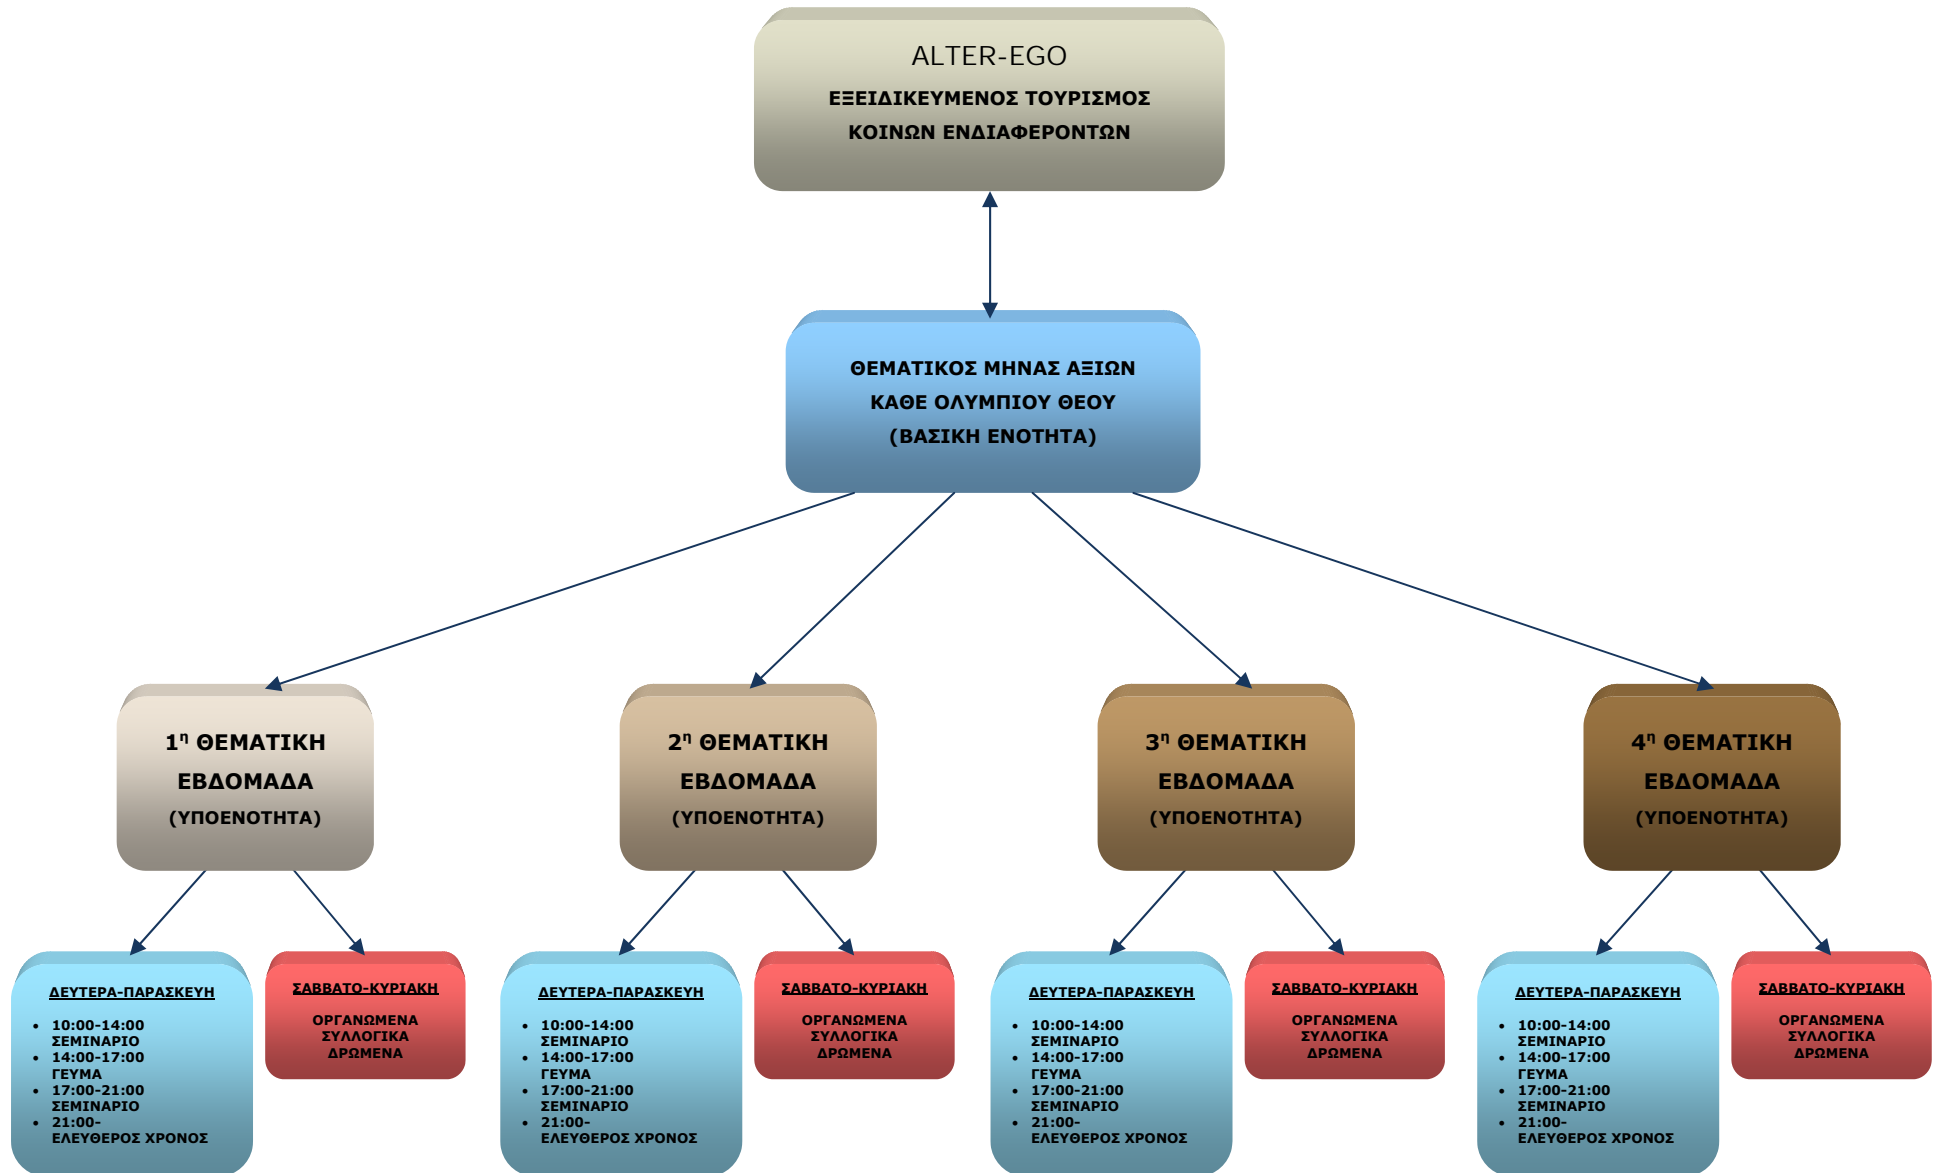 ALTER-EGO
ΕΞΕΙΔΙΚΕΥΜΕΝΟΣ ΤΟΥΡΙΣΜΟΣ
ΚΟΙΝΩΝ ΕΝΔΙΑΦΕΡΟΝΤΩΝ
ΘΕΜΑΤΙΚΟΣ ΜΗΝΑΣ ΑΞΙΩΝ
ΚΑΘΕ ΟΛΥΜΠΙΟΥ ΘΕΟΥ
(ΒΑΣΙΚΗ ΕΝΟΤΗΤΑ)
1η ΘΕΜΑΤΙΚΗ
ΕΒΔΟΜΑΔΑ
(ΥΠΟΕΝΟΤΗΤΑ)
2η ΘΕΜΑΤΙΚΗ
ΕΒΔΟΜΑΔΑ
(ΥΠΟΕΝΟΤΗΤΑ)
3η ΘΕΜΑΤΙΚΗ
ΕΒΔΟΜΑΔΑ
(ΥΠΟΕΝΟΤΗΤΑ)
4η ΘΕΜΑΤΙΚΗ
ΕΒΔΟΜΑΔΑ
(ΥΠΟΕΝΟΤΗΤΑ)
ΔΕΥΤΕΡΑ-ΠΑΡΑΣΚΕΥΗ
• 10:00-14:00
ΣΕΜΙΝΑΡΙΟ
• 14:00-17:00
ΓΕΥΜΑ
• 17:00-21:00
ΣΕΜΙΝΑΡΙΟ
• 21:00-
ΕΛΕΥΘΕΡΟΣ ΧΡΟΝΟΣ
ΣΑΒΒΑΤΟ-ΚΥΡΙΑΚΗ
ΟΡΓΑΝΩΜΕΝΑ
ΣΥΛΛΟΓΙΚΑ
ΔΡΩΜΕΝΑ
ΔΕΥΤΕΡΑ-ΠΑΡΑΣΚΕΥΗ
• 10:00-14:00
ΣΕΜΙΝΑΡΙΟ
• 14:00-17:00
ΓΕΥΜΑ
• 17:00-21:00
ΣΕΜΙΝΑΡΙΟ
• 21:00-
ΕΛΕΥΘΕΡΟΣ ΧΡΟΝΟΣ
ΣΑΒΒΑΤΟ-ΚΥΡΙΑΚΗ
ΟΡΓΑΝΩΜΕΝΑ
ΣΥΛΛΟΓΙΚΑ
ΔΡΩΜΕΝΑ
ΔΕΥΤΕΡΑ-ΠΑΡΑΣΚΕΥΗ
• 10:00-14:00
ΣΕΜΙΝΑΡΙΟ
• 14:00-17:00
ΓΕΥΜΑ
• 17:00-21:00
ΣΕΜΙΝΑΡΙΟ
• 21:00-
ΕΛΕΥΘΕΡΟΣ ΧΡΟΝΟΣ
ΣΑΒΒΑΤΟ-ΚΥΡΙΑΚΗ
ΟΡΓΑΝΩΜΕΝΑ
ΣΥΛΛΟΓΙΚΑ
ΔΡΩΜΕΝΑ
ΔΕΥΤΕΡΑ-ΠΑΡΑΣΚΕΥΗ
• 10:00-14:00
ΣΕΜΙΝΑΡΙΟ
• 14:00-17:00
ΓΕΥΜΑ
• 17:00-21:00
ΣΕΜΙΝΑΡΙΟ
• 21:00-
ΕΛΕΥΘΕΡΟΣ ΧΡΟΝΟΣ
ΣΑΒΒΑΤΟ-ΚΥΡΙΑΚΗ
ΟΡΓΑΝΩΜΕΝΑ
ΣΥΛΛΟΓΙΚΑ
ΔΡΩΜΕΝΑ